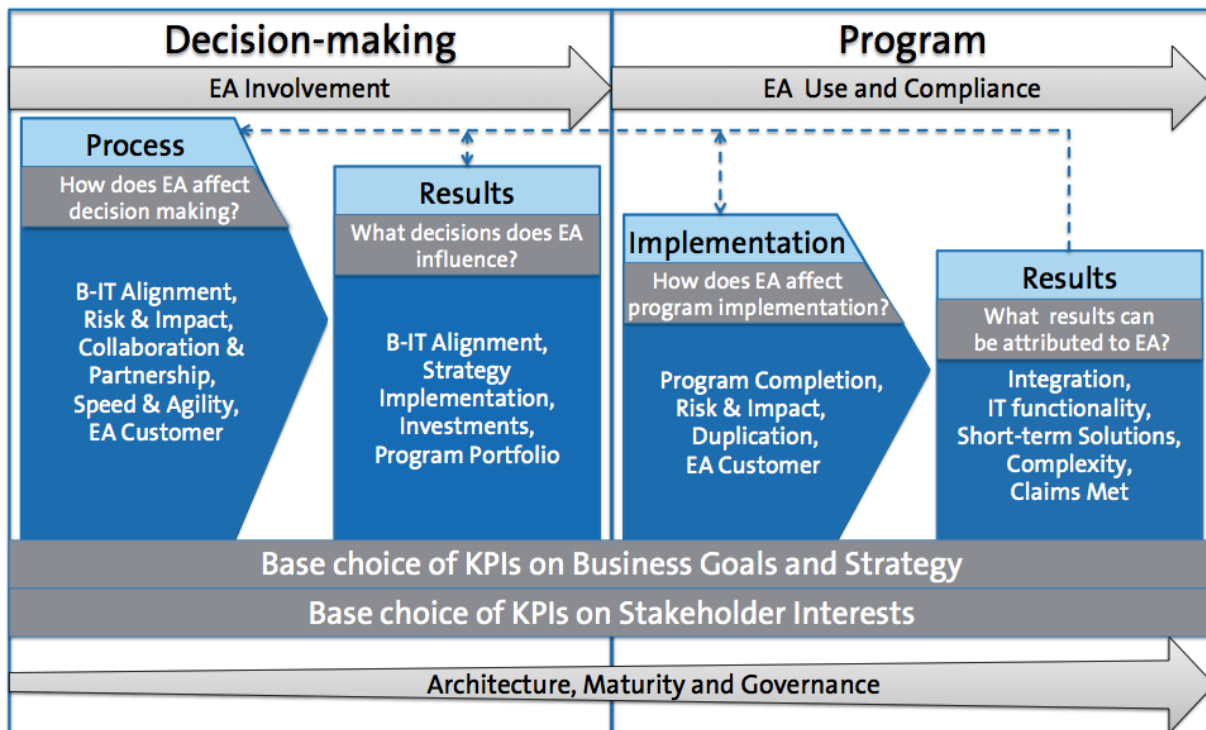 Decision-making
Program
EA Involvement
EA Use and Compliance
Process
How does EA affect
decision making?
B-IT Alignment,
Risk & Impact,
Collaboration &
Partnership,
Speed & Agility,
EA Customer
Results
What decisions does EA
influence?
B-IT Alignment,
Strategy
Implementation,
Investments,
Program Portfolio
Implementation
How does EA affect
program implementation?
Program Completion,
Risk & Impact,
Duplication,
EA Customer
Results
What results can
be attributed to EA?
Integration,
IT functionality,
Short-term Solutions,
Complexity,
Claims Met
Base choice of KPIs on Business Goals and Strategy
Base choice of KPIs on Stakeholder Interests
Architecture, Maturity and Governance